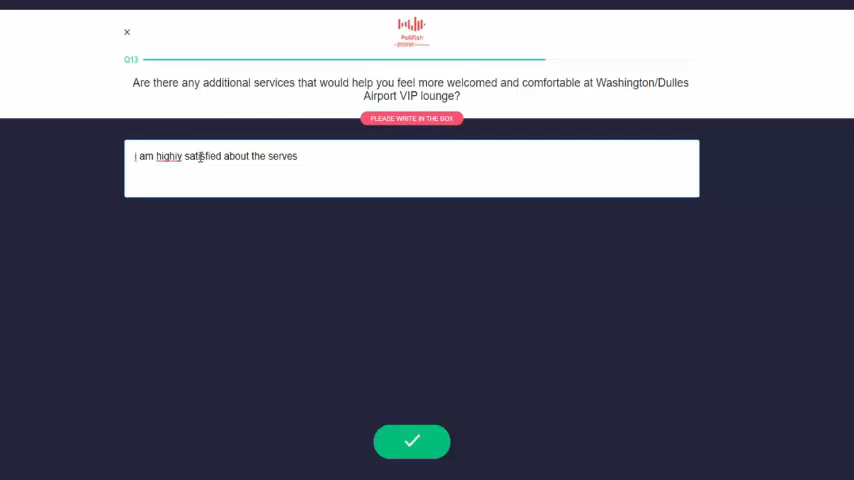 Pollfish
Q13
Are there any additional services that would help you feel more welcomed and comfortable at Washington/Dulles
Airport VIP lounge?
PLEASE WRITE IN THE BOX
i am highiy satisfied about the serves